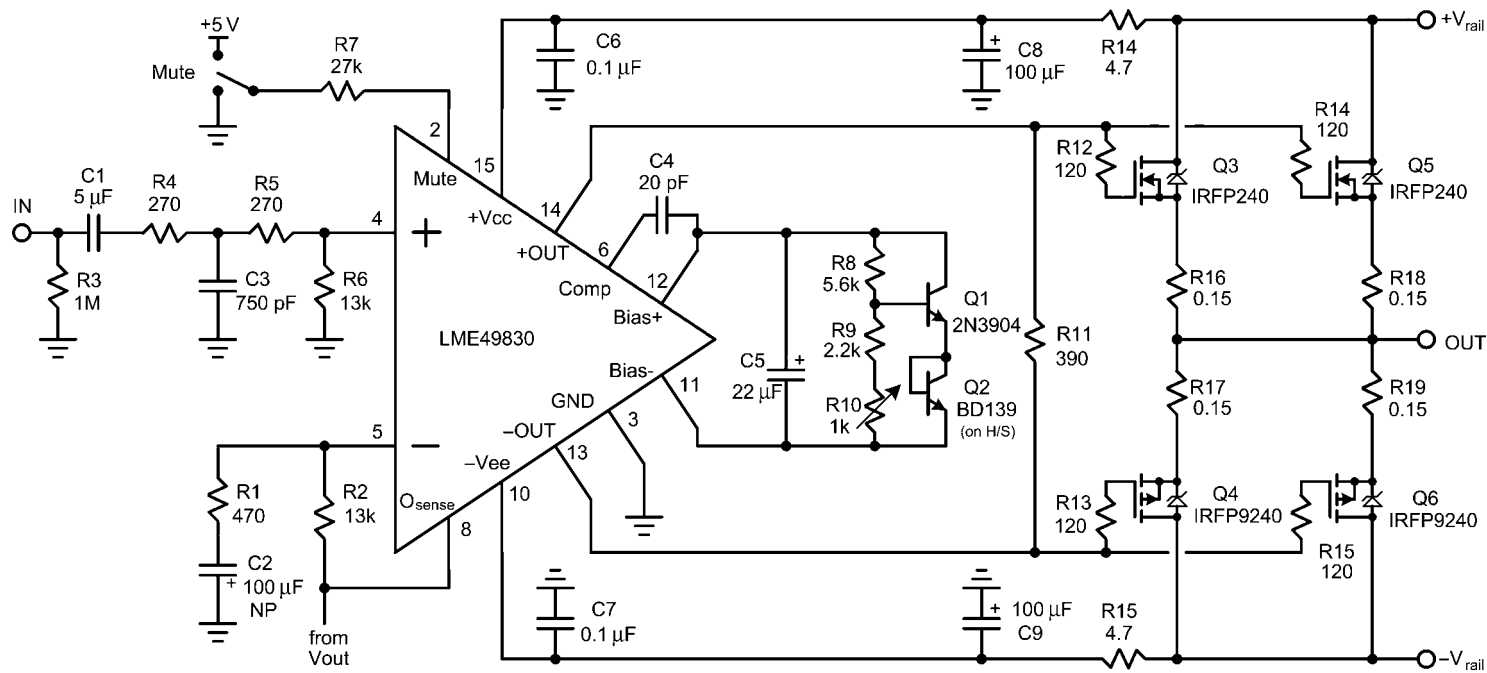 +5 V
Mute
R7
27k
C6
0.1 µF
+
C8
100 µF
R14
4.7
+Vrail
2
15
14
6
12
C4
20 pF
R12
120
R14
120
Q3
IRFP240
Q5
IRFP240
IN
C1
5 µF
R4
270
R5
270
4
+
Mute
+Vcc
+OUT
Comp
Bias+
R3
1M
C3
750 pF
R6
13k
LME49830
R8
5.6k
Q1
2N3904
R9
2.2k
C5
+
22 µF
R10
1k
Q2
BD139
(on H/S)
R11
390
R16
0.15
R18
0.15
OUT
R17
0.15
R19
0.15
Bias-
11
GND
3
–OUT
13
–Vee
10
5
–
Osense
8
R1
470
R2
13k
C2
+
100 µF
NP
from
Vout
R13
120
Q4
IRFP9240
Q6
IRFP9240
R15
120
C7
0.1 µF
+
100 µF
C9
R15
4.7
–Vrail